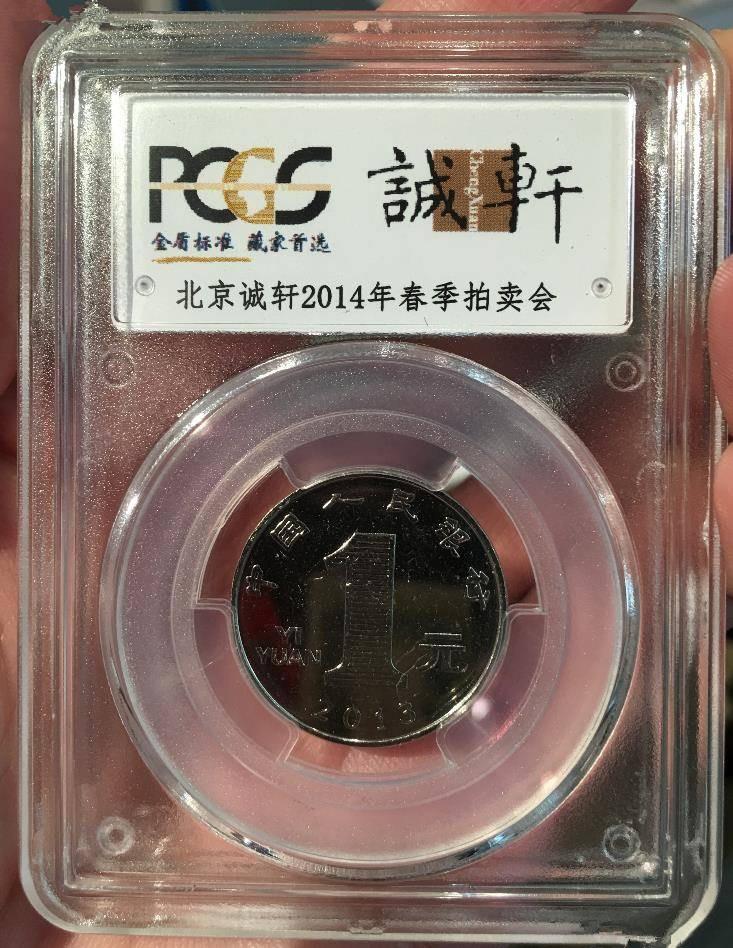 PCGS 誠軒
ChengXuan
金盾标准 藏家首选
北京诚轩2014年春季拍卖会
中国人民银行
1
YI
YUAN
元
2013